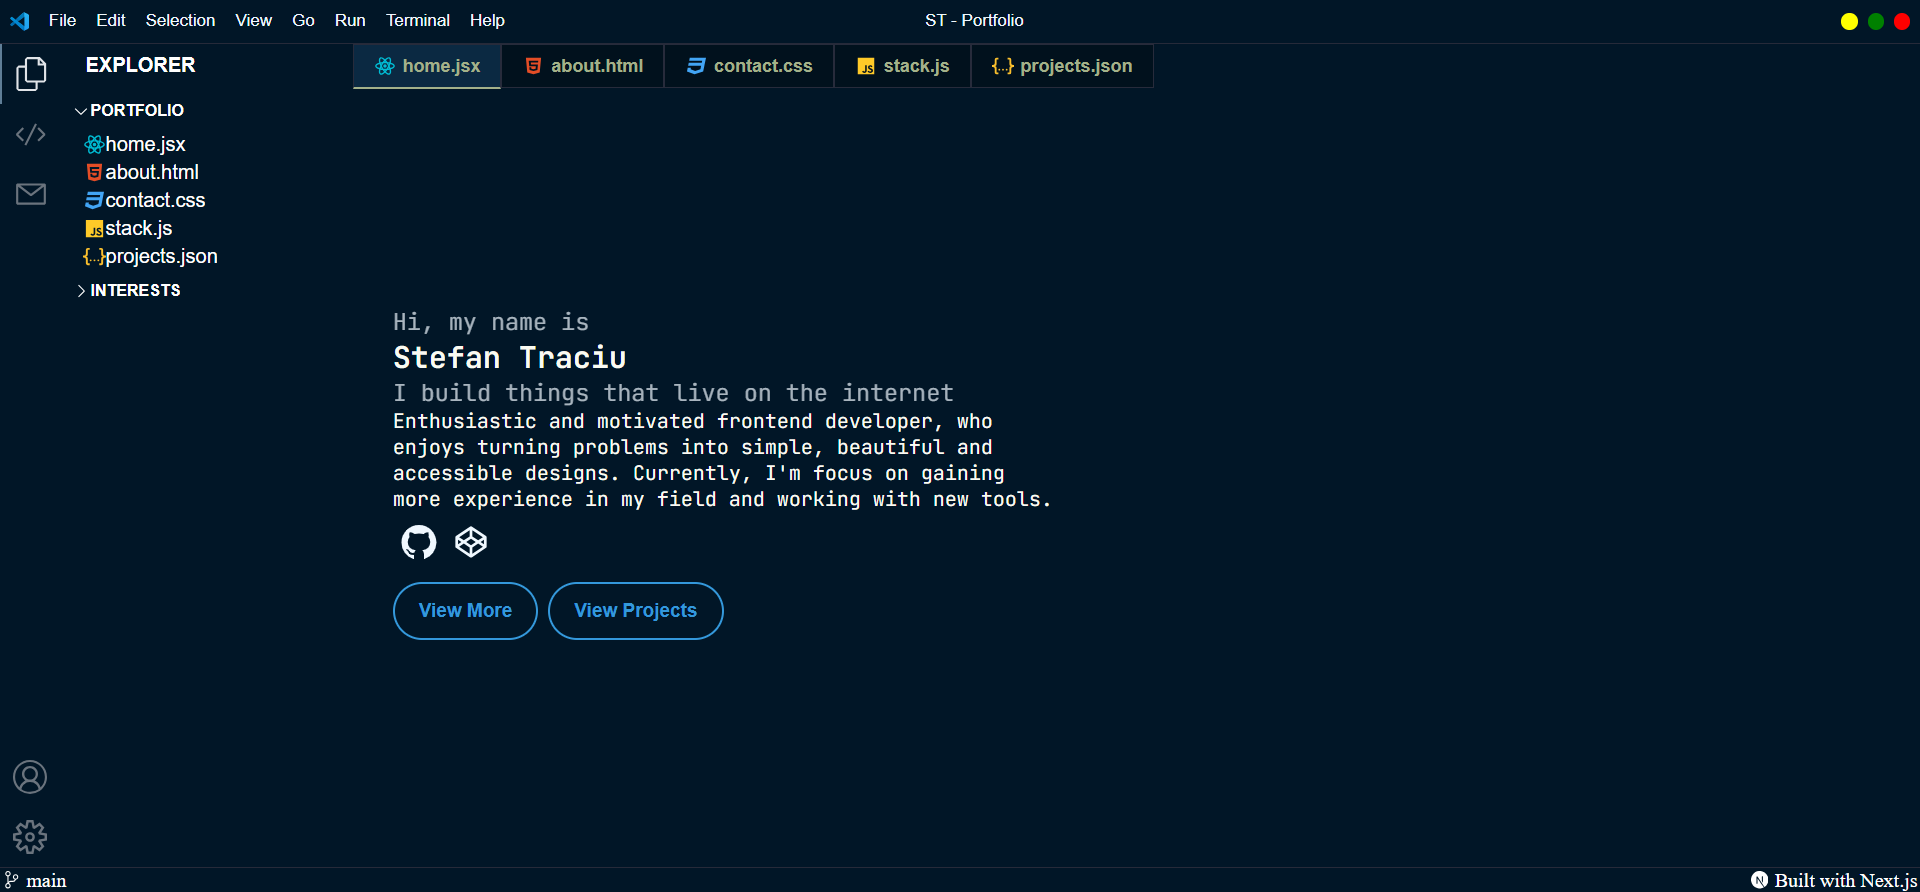 File Edit Selection View Go Run Terminal Help
ST - Portfolio
EXPLORER
PORTFOLIO
home.jsx
about.html
contact.css
stack.js
projects.json
INTERESTS
home.jsx about.html contact.css stack.js projects.json
Hi, my name is
Stefan Traciu
I build things that live on the internet
Enthusiastic and motivated frontend developer, who
enjoys turning problems into simple, beautiful and
accessible designs. Currently, I'm focus on gaining
more experience in my field and working with new tools.
View More View Projects
main
Built with Next.js